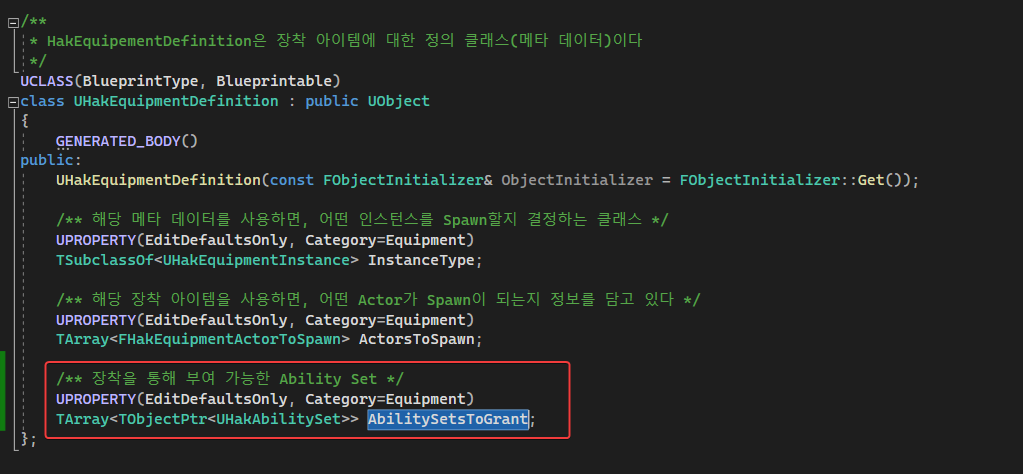 /**
 * HakEquipementDefinition은 장착 아이템에 대한 정의 클래스(메타 데이터)이다
 */
UCLASS(BlueprintType, Blueprintable)
class UHakEquipmentDefinition : public UObject
{
    GENERATED_BODY()
public:
    UHakEquipmentDefinition(const FObjectInitializer& ObjectInitializer = FObjectInitializer::Get());
    /** 해당 메타 데이터를 사용하면, 어떤 인스턴스를 Spawn할지 결정하는 클래스 */
    UPROPERTY(EditDefaultsOnly, Category=Equipment)
    TSubclassOf<UHakEquipmentInstance> InstanceType;
    /** 해당 장착 아이템을 사용하면, 어떤 Actor가 Spawn이 되는지 정보를 담고 있다 */
    UPROPERTY(EditDefaultsOnly, Category=Equipment)
    TArray<FHakEquipmentActorToSpawn> ActorsToSpawn;
    /** 장착을 통해 부여 가능한 Ability Set */
    UPROPERTY(EditDefaultsOnly, Category=Equipment)
    TArray<TObjectPtr<UHakAbilitySet>> AbilitySetsToGrant;
};